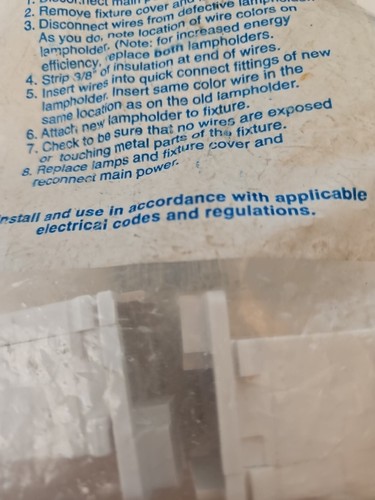 1. Disconnect main p
2. Remove fixture cover and
3. Disconnect wires from defective lampholder.
As you do, note location of wire colors on
lampholder. (Note: for increased energy
efficiency, replace both lampholders.
4. Strip 3/8" of insulation at end of wires.
5. Insert wires into quick connect fittings of new
lampholder. Insert same color wire in the
same location as on the old lampholder.
6. Attach new lampholder to fixture.
7. Check to be sure that no wires are exposed
or touching metal parts of the fixture.
8. Replace lamps and fixture cover and
reconnect main power.
nstall and use in accordance with applicable
electrical codes and regulations.